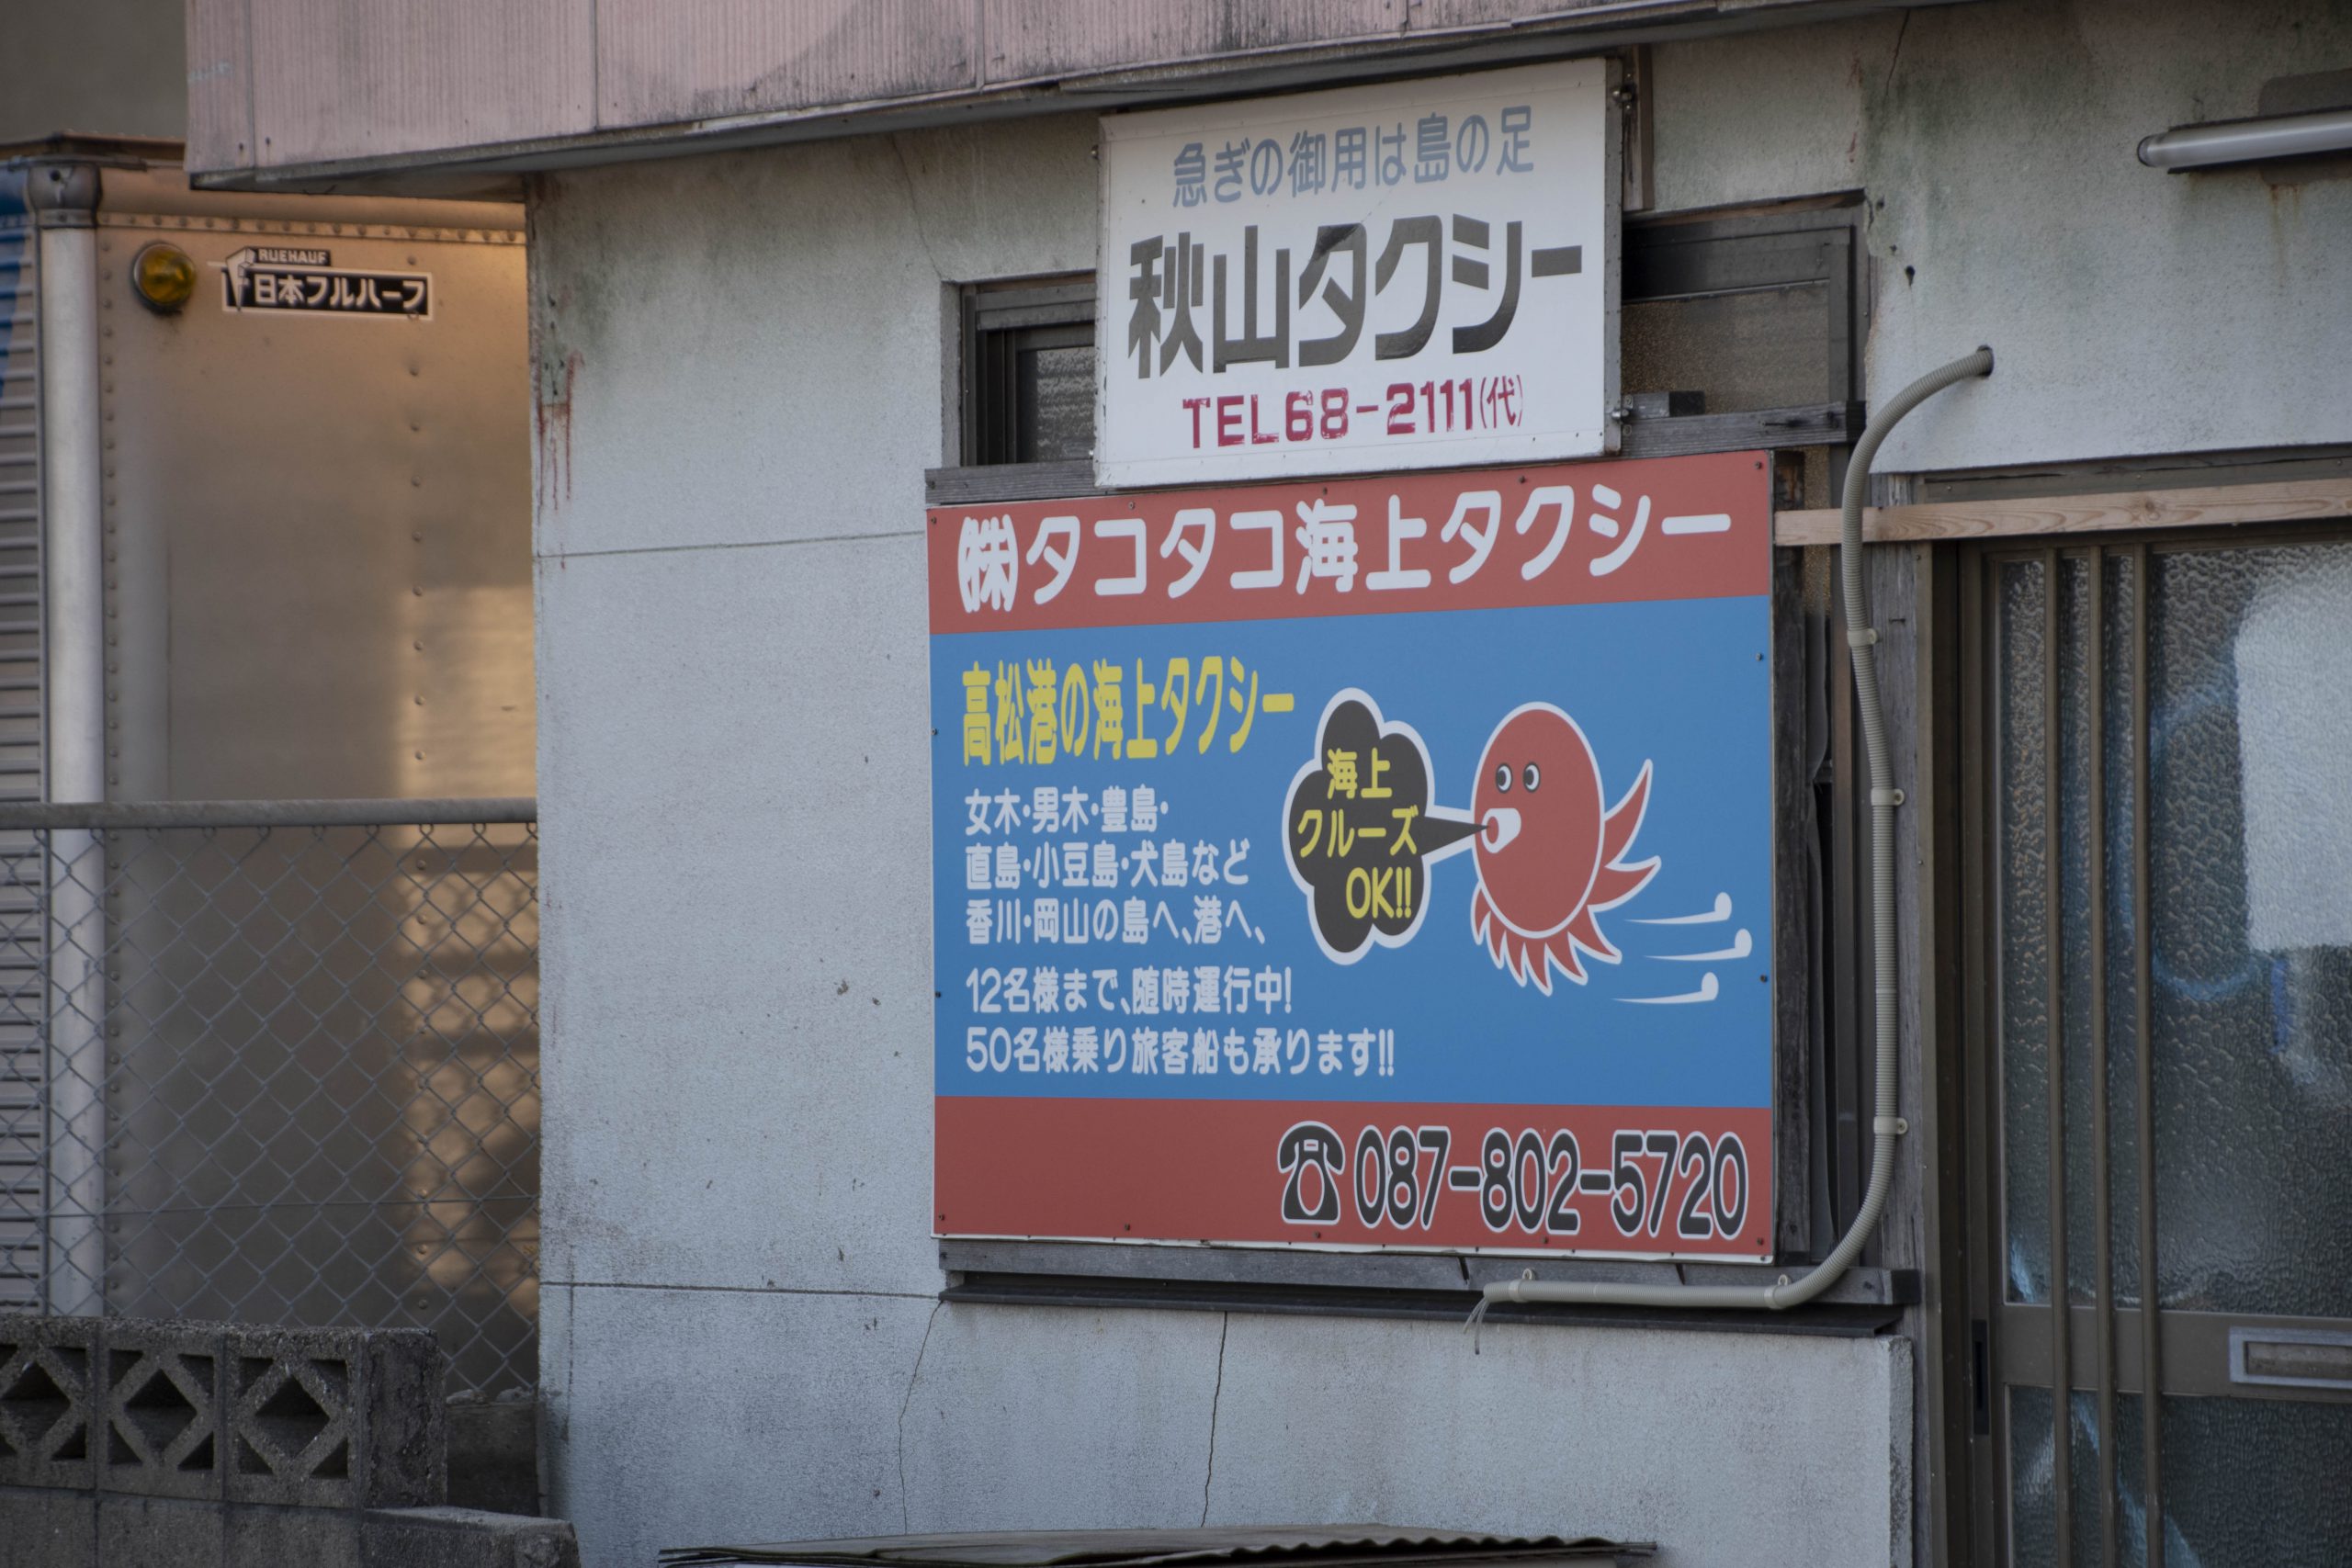 RUEHAUF
日本フルハーフ
急ぎの御用は島の足
秋山タクシー
TEL68-2111(代)
㈱タコタコ海上タクシー
高松港の海上タクシー
女木・男木・豊島・
直島・小豆島・犬島など
香川・岡山の島へ、港へ、
12名様まで、随時運行中!
50名様乗り旅客船も承ります!!
海上
クルーズ
OK!!
☎087-802-5720